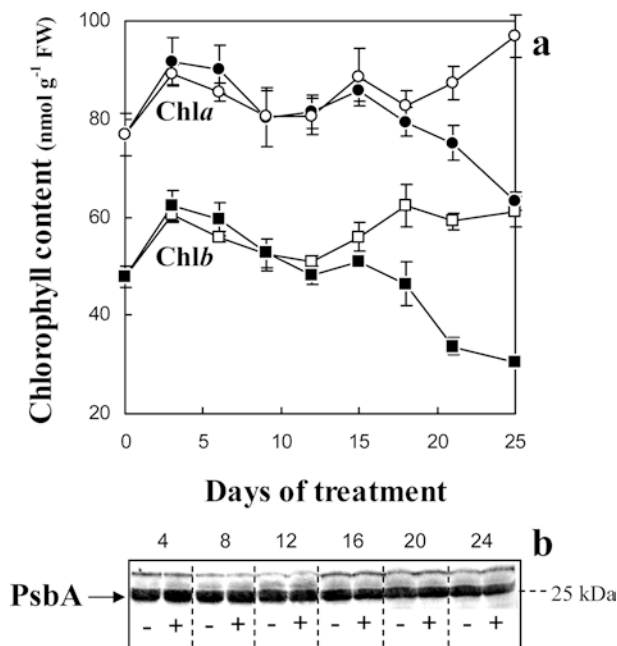 100
80
60
40
20
Chlorophyll content (nmol g⁻¹ FW)
a
Chla
Chlb
0 5 10 15 20 25
Days of treatment
b
4 8 12 16 20 24
PsbA
25 kDa
- + - + - + - + - + - +